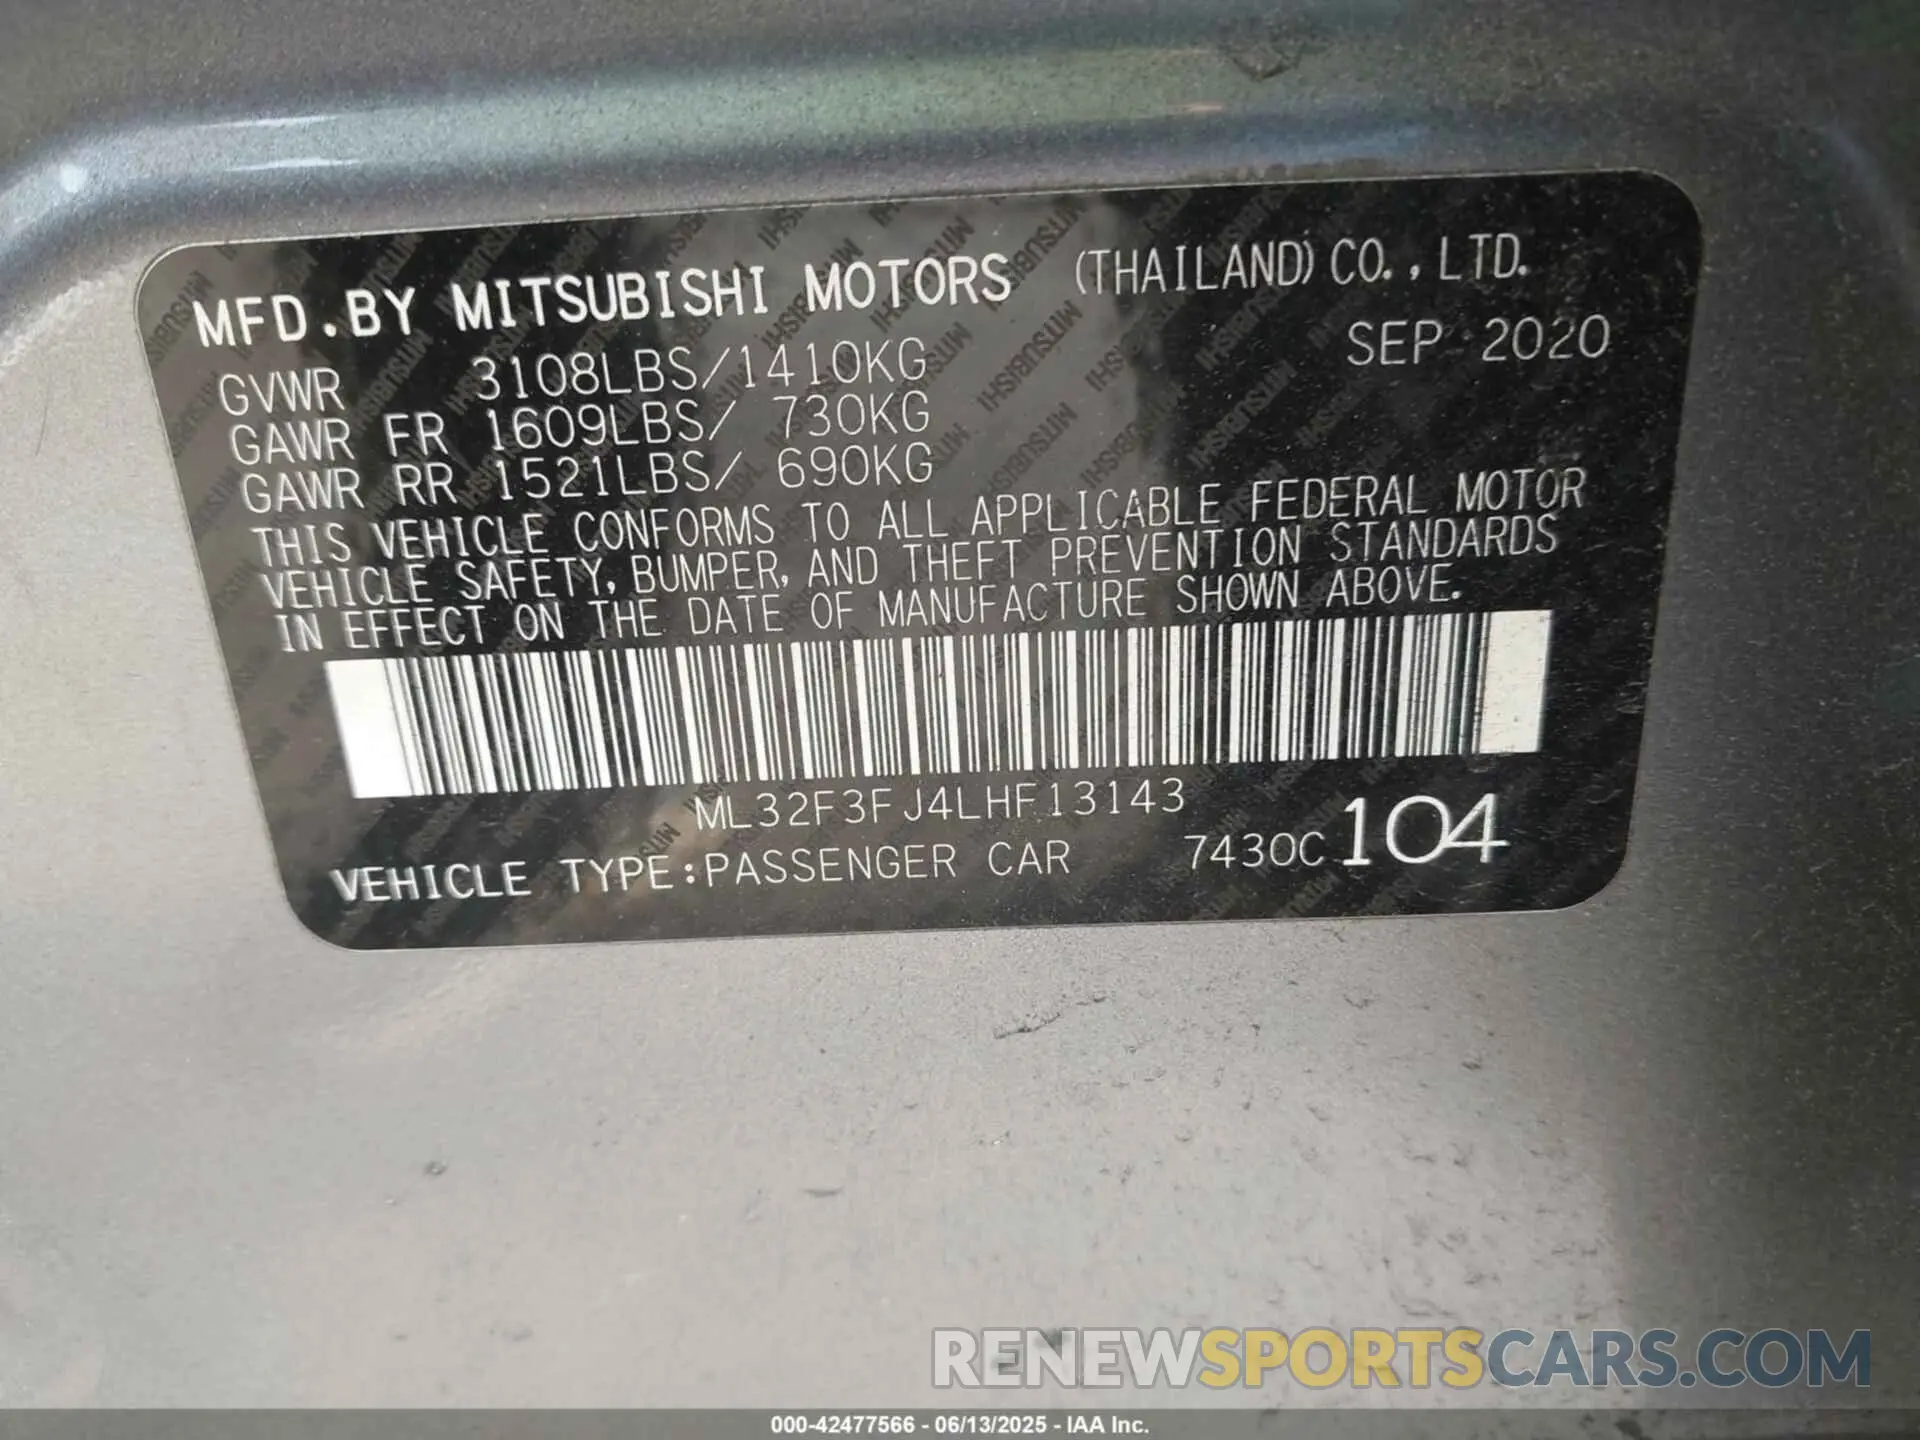 MFD.BY MITSUBISHI MOTORS (THAILAND) CO., LTD.
SEP 2020
GVWR 3108LBS/1410KG
GAWR FR 1609LBS/ 730KG
GAWR RR 1521LBS/ 690KG
THIS VEHICLE CONFORMS TO ALL APPLICABLE FEDERAL MOTOR
VEHICLE SAFETY, BUMPER, AND THEFT PREVENTION STANDARDS
IN EFFECT ON THE DATE OF MANUFACTURE SHOWN ABOVE.
ML32F3FJ4LHF13143
VEHICLE TYPE:PASSENGER CAR 7430C 104
RENEWSPORTSCARS.COM
000-42477566 - 06/13/2025 - IAA Inc.